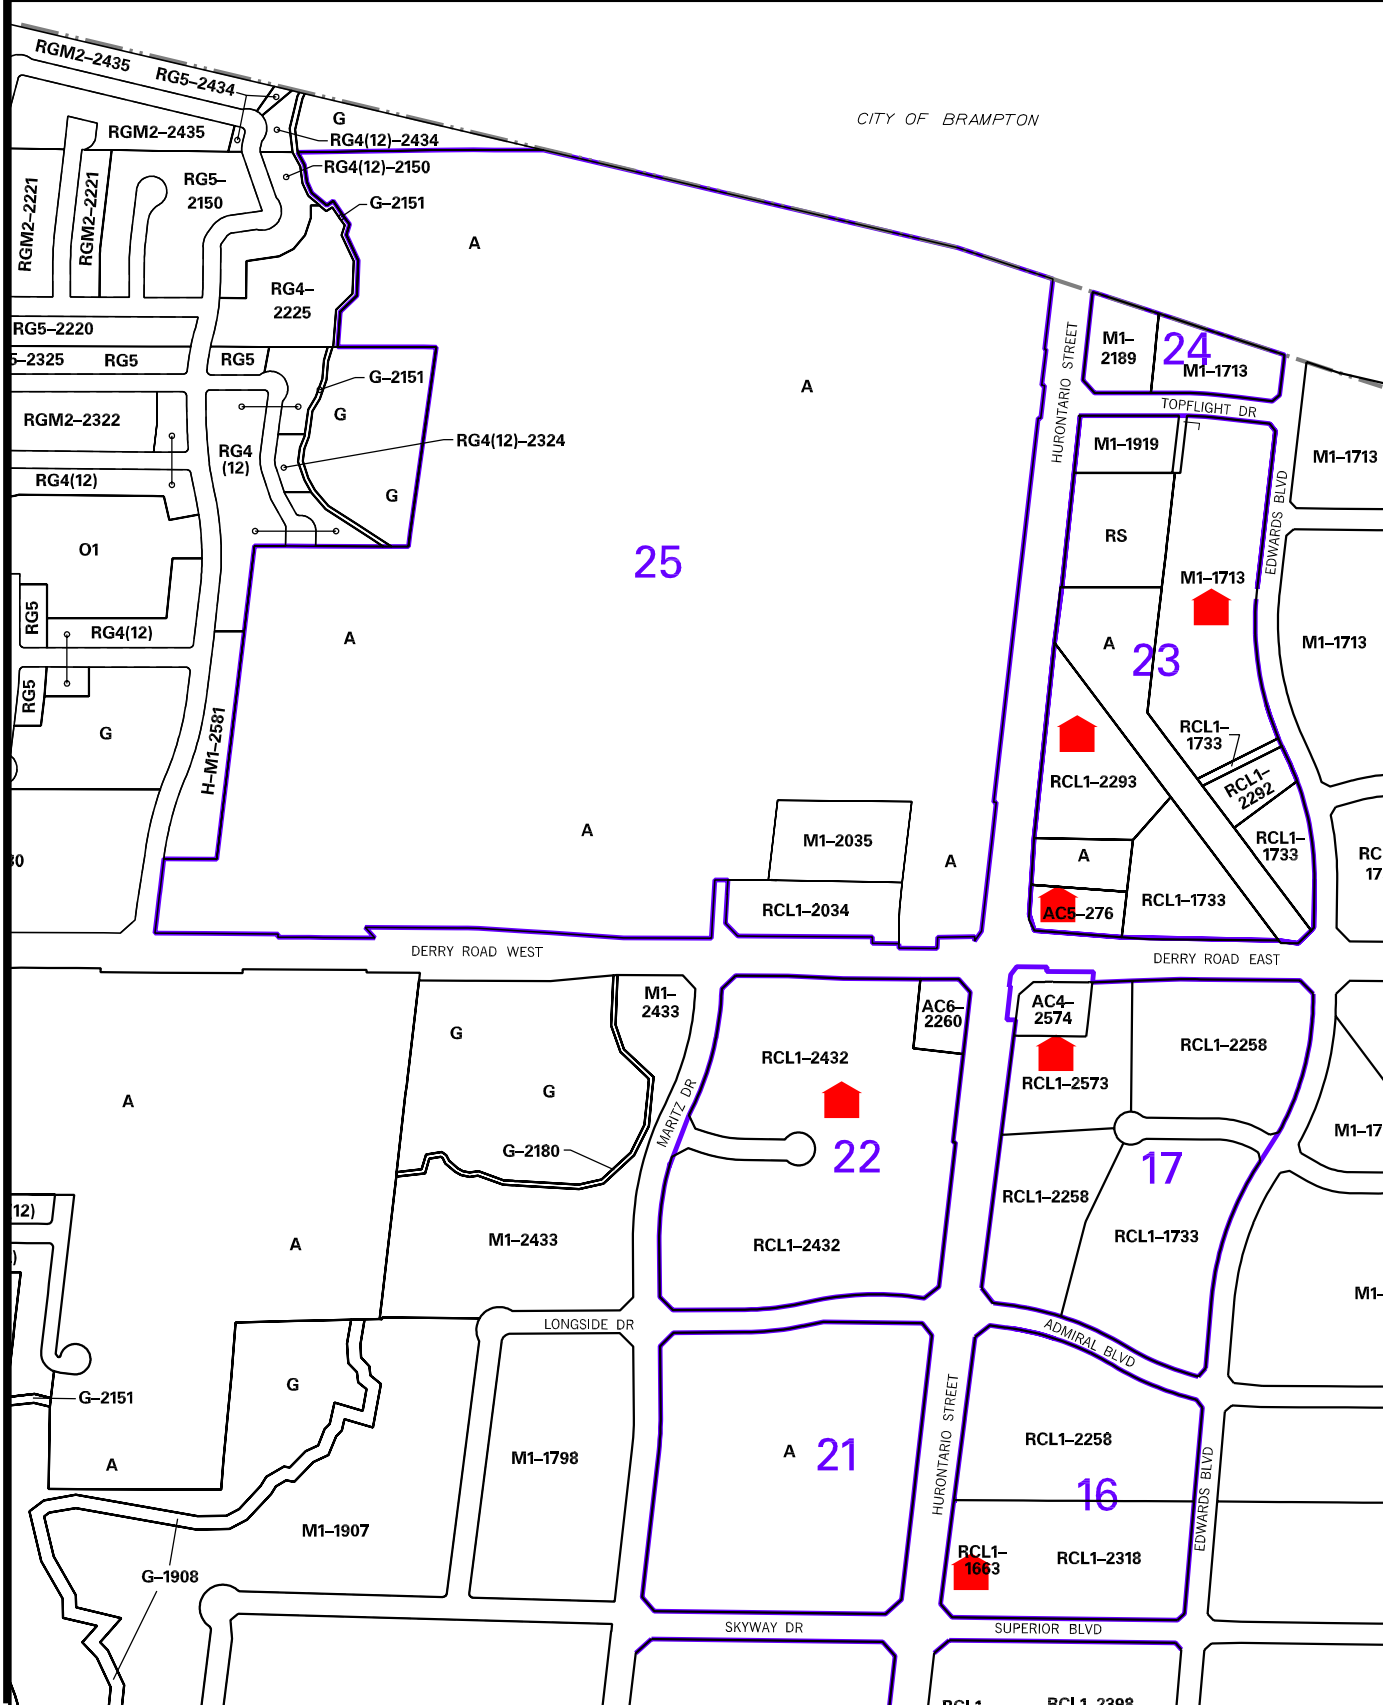 RGM2–2435
RG5–2434
G
CITY OF BRAMPTON
RGM2–2435
RG4(12)–2434
RG4(12)–2150
RG5–
2150
RGM2–2221
RGM2–2221
G–2151
A
RG4–
2225
RG5–2220
5–2325
RG5
RG5
G–2151
G
A
HURONTARIO STREET
M1–
2189
24
M1–1713
TOPFLIGHT DR
RGM2–2322
RG4(12)–2324
RG4
(12)
M1–1919
M1–1713
RG4(12)
G
EDWARDS BLVD
O1
25
RS
M1–1713
RG5
RG4(12)
A
A
23
M1–1713
RG5
G
H–M1–2581
RCL1–
1733
RCL1–2293
RCL1–
2292
A
M1–2035
A
RCL1–
1733
A
RC
17
30
RCL1–2034
RCL1–1733
AC5–276
DERRY ROAD WEST
DERRY ROAD EAST
M1–
2433
AC6–
2260
AC4–
2574
G
RCL1–2432
RCL1–2258
G
RCL1–2573
A
MARITZ DR
M1–17
G–2180
22
17
RCL1–2258
12)
)
A
M1–2433
RCL1–2432
RCL1–1733
M1–
LONGSIDE DR
ADMIRAL BLVD
G
G–2151
HURONTARIO STREET
A
M1–1798
A
21
RCL1–2258
16
EDWARDS BLVD
M1–1907
RCL1–
1663
RCL1–2318
G–1908
SKYWAY DR
SUPERIOR BLVD
RCL1–
RCL1–2398